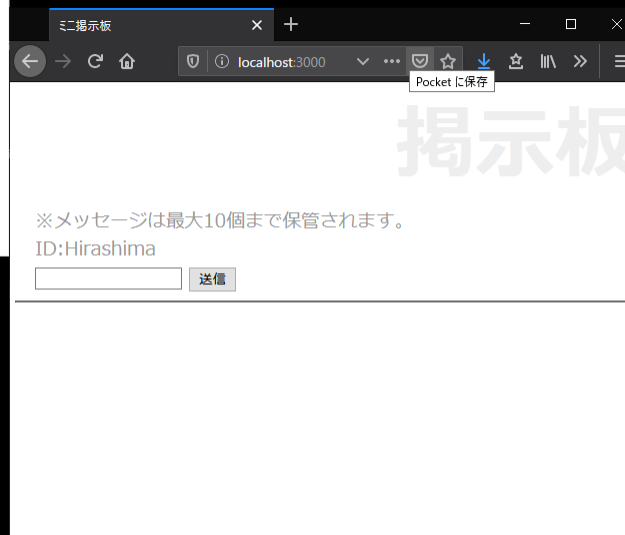 ミニ掲示板
localhost:3000
Pocket に保存
掲示板
※メッセージは最大10個まで保管されます。
ID:Hirashima
送信